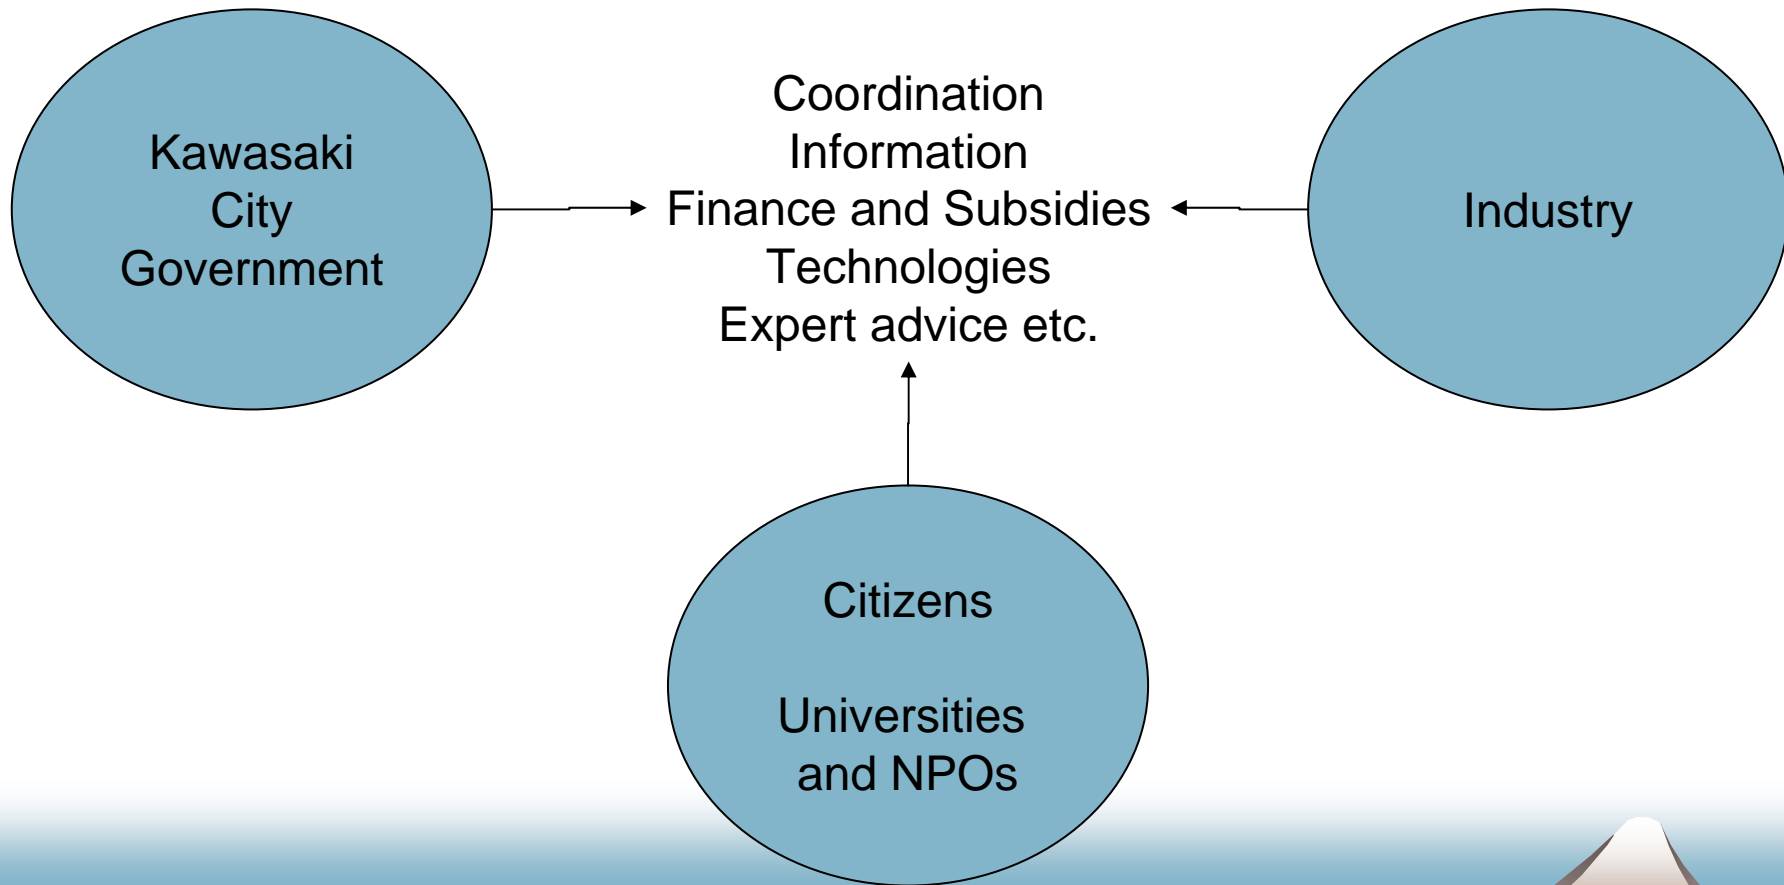 Kawasaki
City
Government
Coordination
Information
Finance and Subsidies
Technologies
Expert advice etc.
Industry
Citizens
Universities
and NPOs